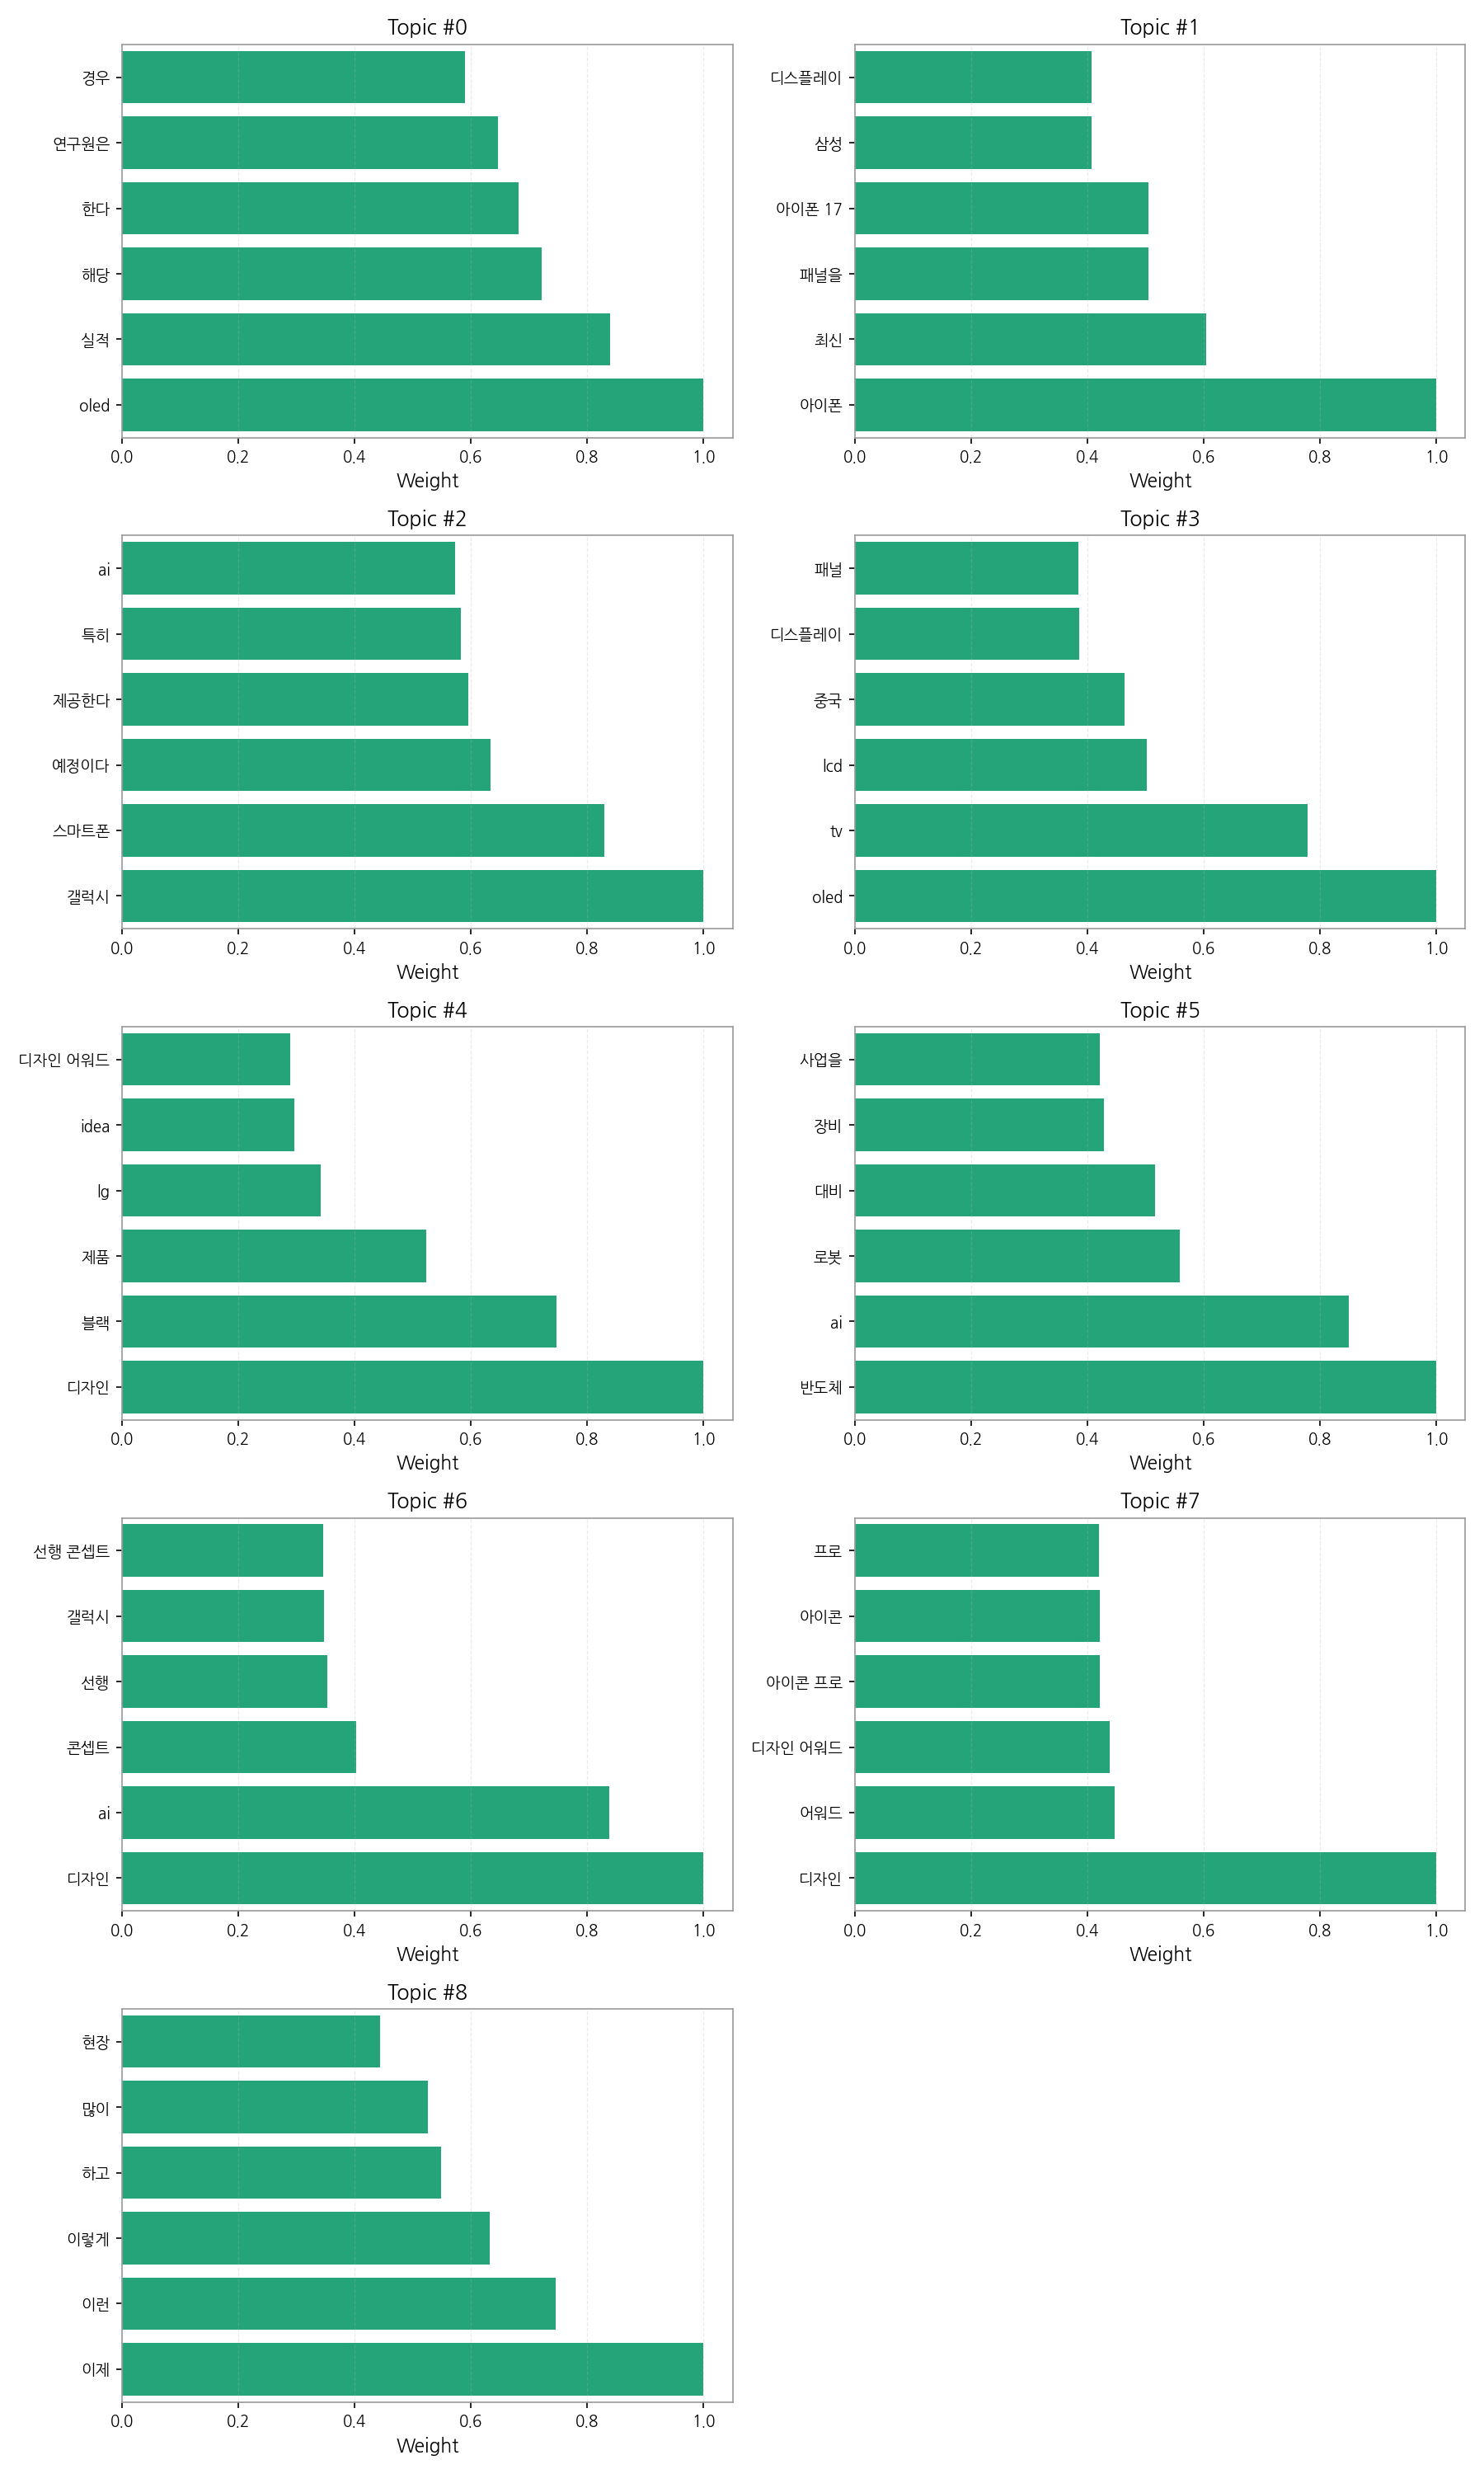 Topic #0
경우
연구원은
한다
해당
실적
oled
0.0 0.2 0.4 0.6 0.8 1.0
Weight
Topic #1
디스플레이
삼성
아이폰 17
패널을
최신
아이폰
0.0 0.2 0.4 0.6 0.8 1.0
Weight
Topic #2
ai
특히
제공한다
예정이다
스마트폰
갤럭시
0.0 0.2 0.4 0.6 0.8 1.0
Weight
Topic #3
패널
디스플레이
중국
lcd
tv
oled
0.0 0.2 0.4 0.6 0.8 1.0
Weight
Topic #4
디자인 어워드
idea
lg
제품
블랙
디자인
0.0 0.2 0.4 0.6 0.8 1.0
Weight
Topic #5
사업을
장비
대비
로봇
ai
반도체
0.0 0.2 0.4 0.6 0.8 1.0
Weight
Topic #6
선행 콘셉트
갤럭시
선행
콘셉트
ai
디자인
0.0 0.2 0.4 0.6 0.8 1.0
Weight
Topic #7
프로
아이콘
아이콘 프로
디자인 어워드
어워드
디자인
0.0 0.2 0.4 0.6 0.8 1.0
Weight
Topic #8
현장
많이
하고
이렇게
이런
이제
0.0 0.2 0.4 0.6 0.8 1.0
Weight